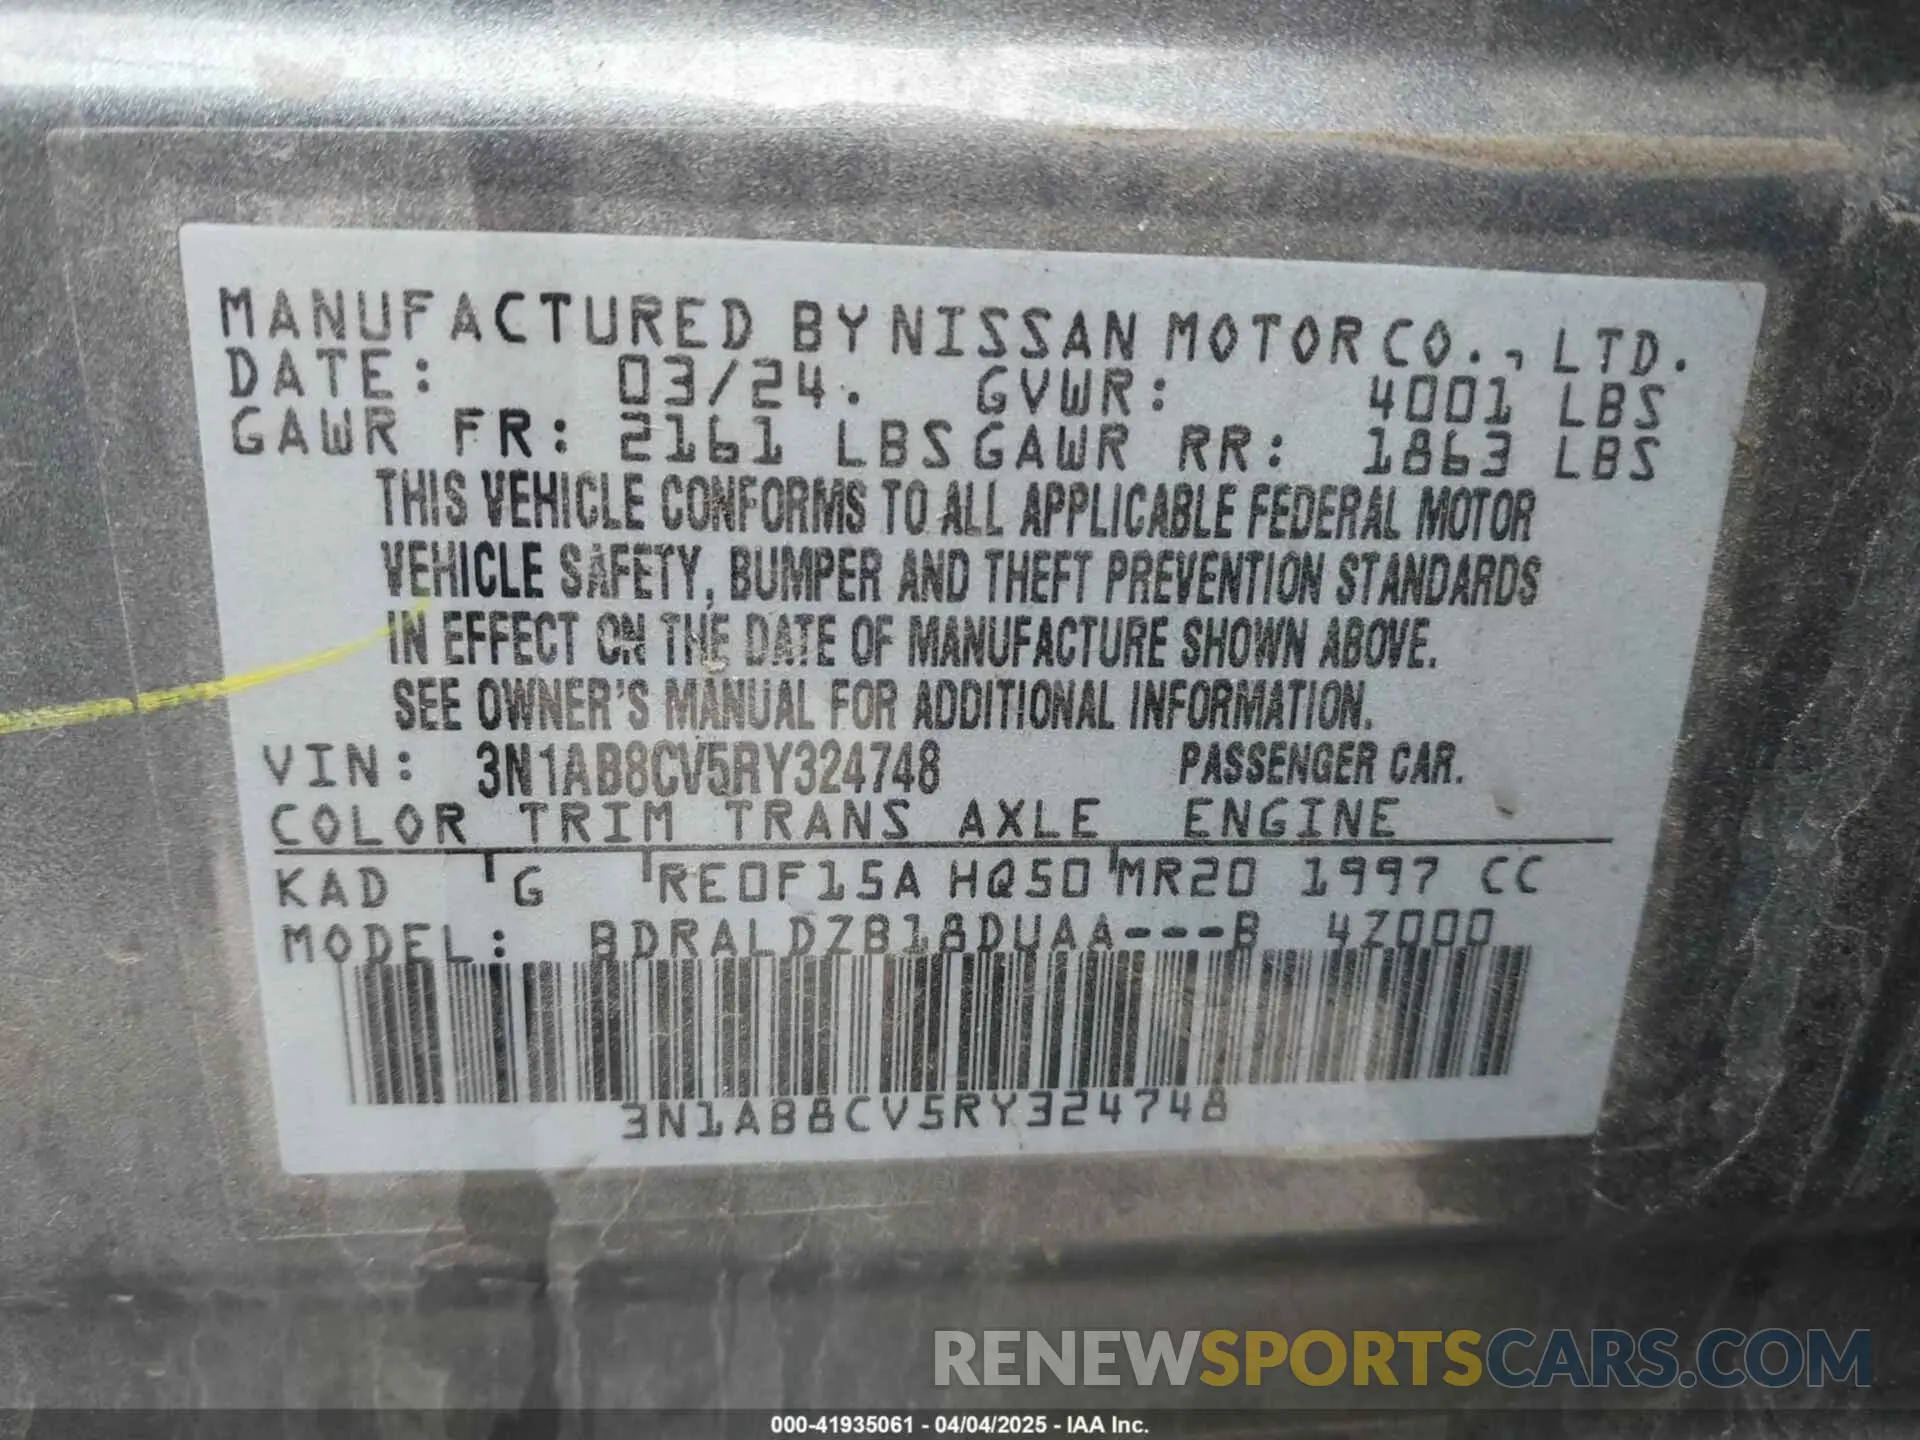 MANUFACTURED BY NISSAN MOTOR CO., LTD.
DATE: 03/24. GVWR: 4001 LBS
GAWR FR: 2161 LBS GAWR RR: 1863 LBS
THIS VEHICLE CONFORMS TO ALL APPLICABLE FEDERAL MOTOR
VEHICLE SAFETY, BUMPER AND THEFT PREVENTION STANDARDS
IN EFFECT ON THE DATE OF MANUFACTURE SHOWN ABOVE.
SEE OWNER'S MANUAL FOR ADDITIONAL INFORMATION.
VIN: 3N1AB8CV5RY324748 PASSENGER CAR.
COLOR TRIM TRANS AXLE ENGINE
KAD G RE0F15A HQ50 MR20 1997 CC
MODEL: BDRALDZB18DUAA---B 4Z000
3N1AB8CV5RY324748
RENEWSPORTSCARS.COM
000-41935061 - 04/04/2025 - IAA Inc.